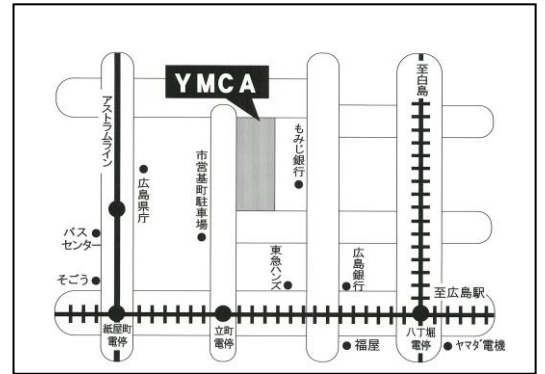 YMCA
至白島
アストラムライン
もみじ銀行
市営基町駐車場
広島県庁
バス
センター
東急ハンズ
広島銀行
そごう
至広島駅
紙屋町
電停
立町
電停
八丁堀
電停
福屋
ヤマダ電機